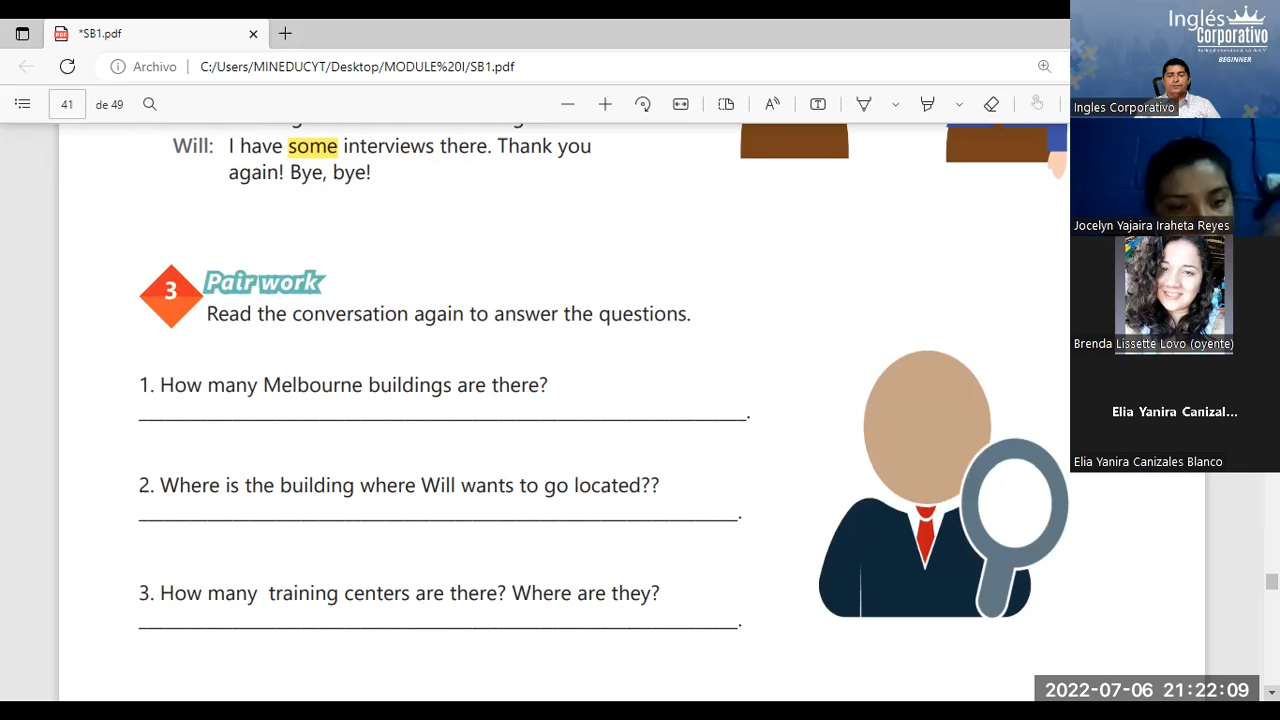 *SB1.pdf
Archivo
C:/Users/MINEDUCYT/Desktop/MODULE%20I/SB1.pdf
41
de 49
Will: I have some interviews there. Thank you
again! Bye, bye!
3
Pair work
Read the conversation again to answer the questions.
1. How many Melbourne buildings are there?
2. Where is the building where Will wants to go located??
3. How many training centers are there? Where are they?
Inglés
Corporativo
BEGINNER
Ingles Corporativo
Jocelyn Yajaira Iraheta Reyes
Brenda Lissette Lovo (oyente)
Elia Yanira Canizal...
Elia Yanira Canizales Blanco
2022-07-06 21:22:09